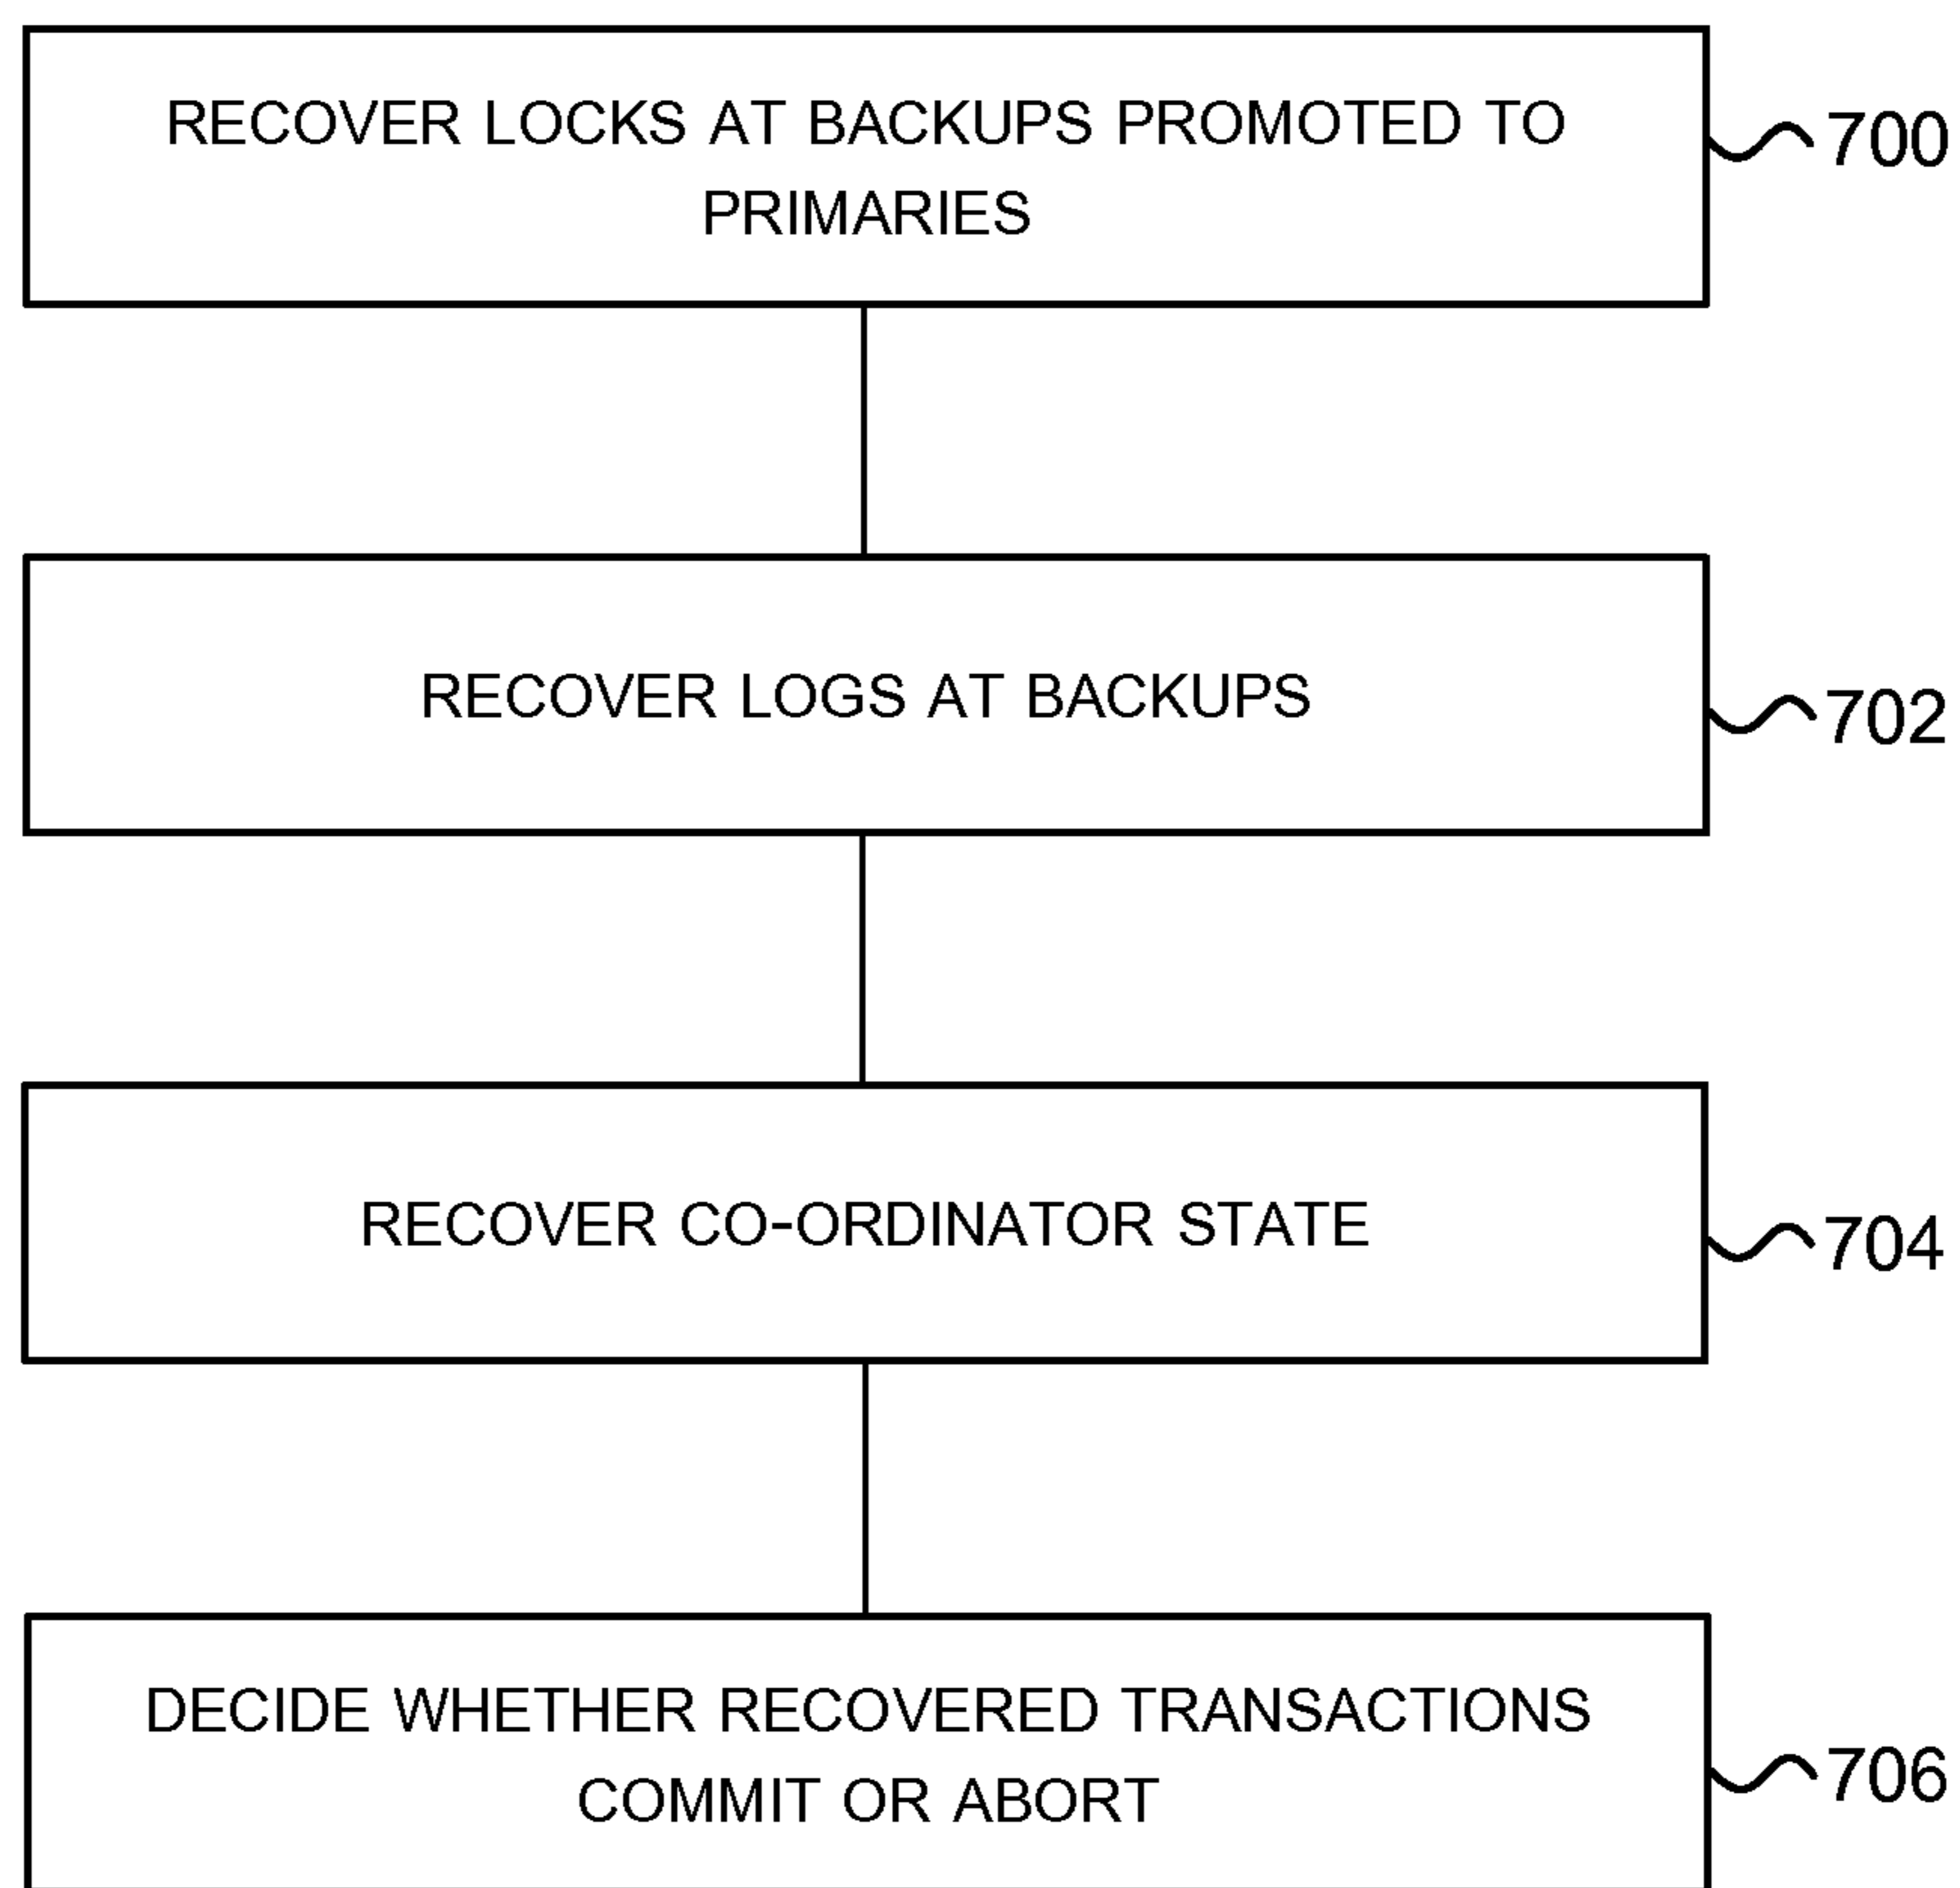 RECOVER LOCKS AT BACKUPS PROMOTED TO
PRIMARIES
700
RECOVER LOGS AT BACKUPS
702
RECOVER CO-ORDINATOR STATE
704
DECIDE WHETHER RECOVERED TRANSACTIONS
COMMIT OR ABORT
706